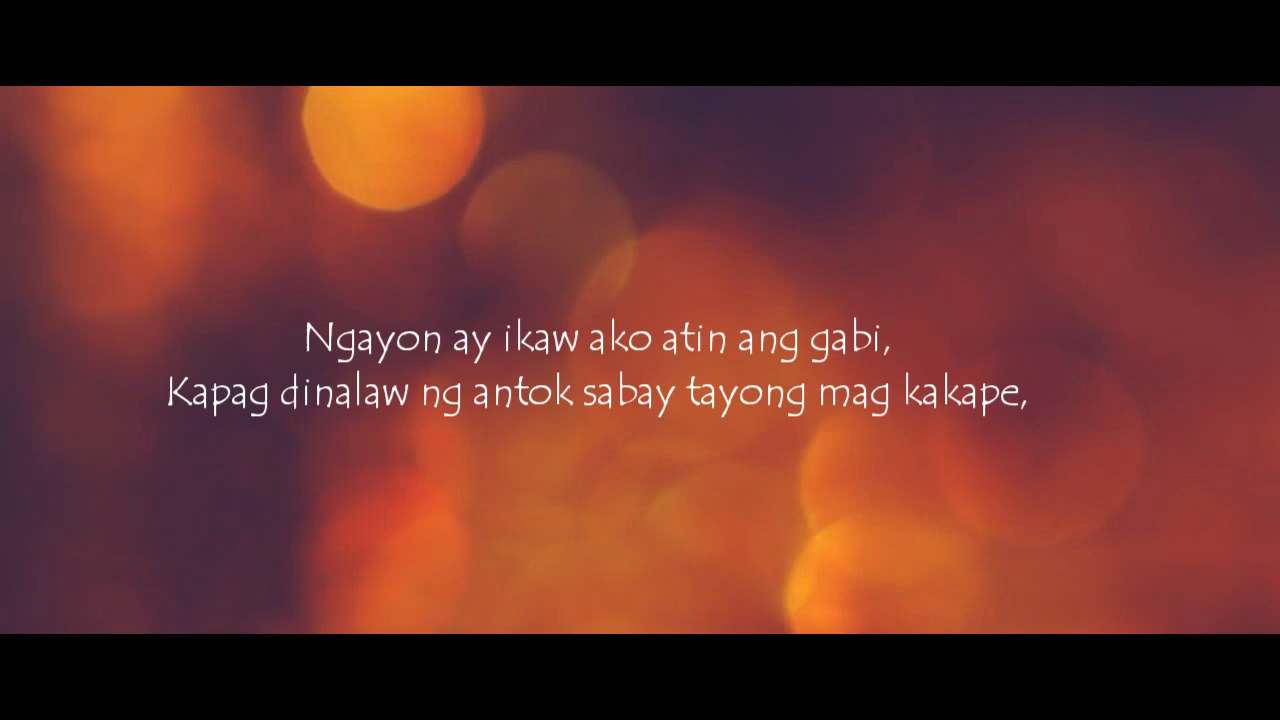 Ngayon ay ikaw ako atin ang gabi,
Kapag dinalaw ng antok sabay tayong mag kakape,